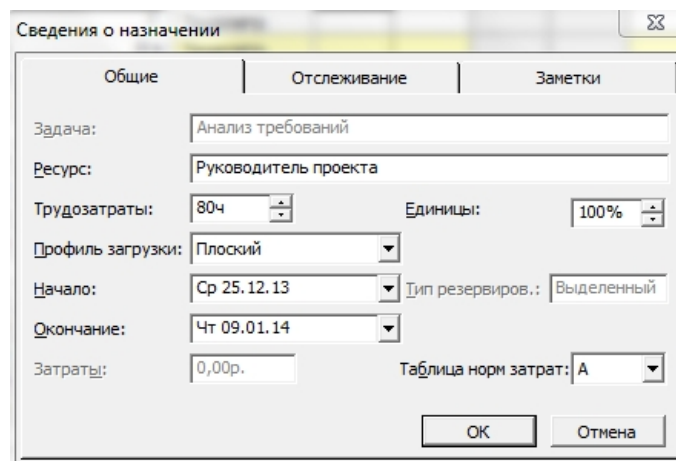 Сведения о назначении
Общие Отслеживание Заметки
Задача: Анализ требований
Ресурс: Руководитель проекта
Трудозатраты: 80ч Единицы: 100%
Профиль загрузки: Плоский
Начало: Ср 25.12.13 Тип резервиров.: Выделенный
Окончание: Чт 09.01.14
Затраты: 0,00р. Таблица норм затрат: A
ОК Отмена